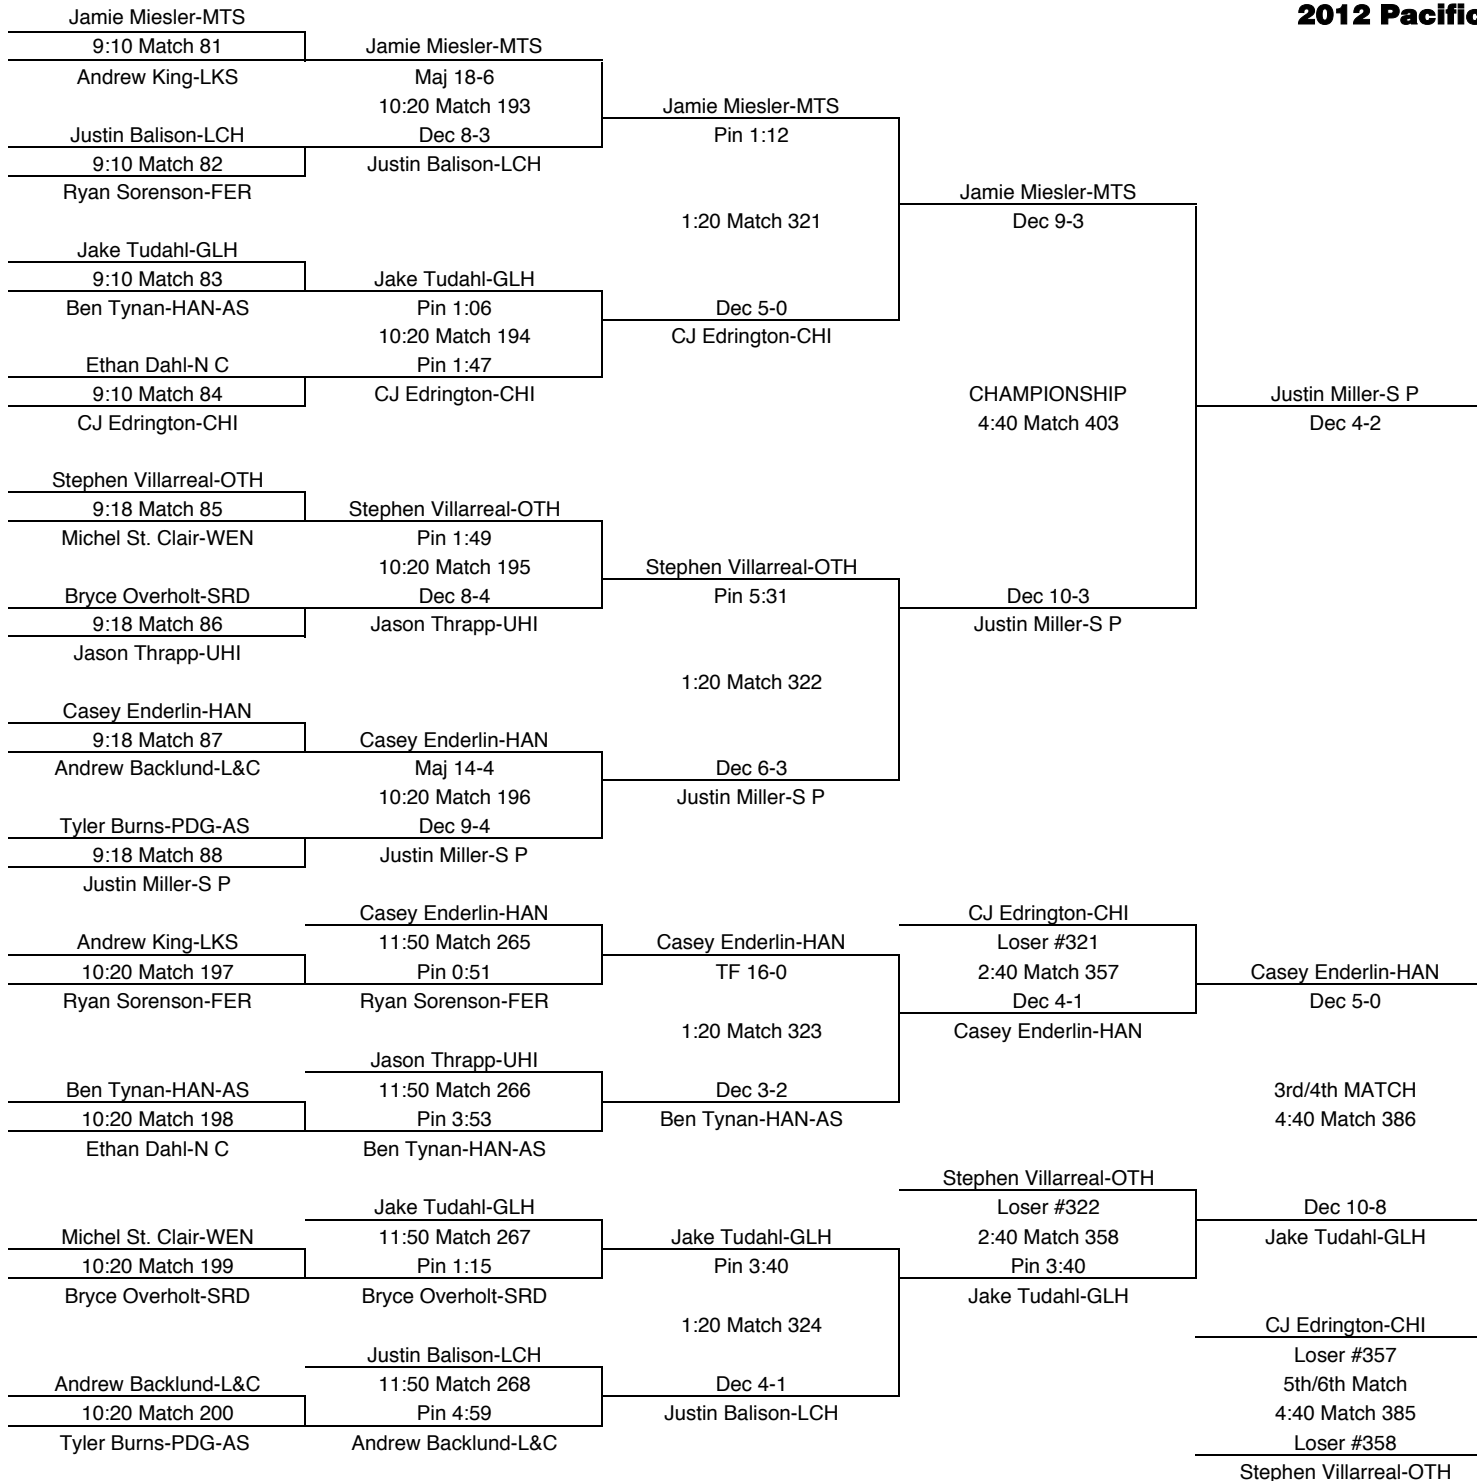 2012 Pacific
Jamie Miesler-MTS
9:10 Match 81
Andrew King-LKS
Justin Balison-LCH
9:10 Match 82
Ryan Sorenson-FER
Jake Tudahl-GLH
9:10 Match 83
Ben Tynan-HAN-AS
Ethan Dahl-N C
9:10 Match 84
CJ Edrington-CHI
Stephen Villarreal-OTH
9:18 Match 85
Michel St. Clair-WEN
Bryce Overholt-SRD
9:18 Match 86
Jason Thrapp-UHI
Casey Enderlin-HAN
9:18 Match 87
Andrew Backlund-L&C
Tyler Burns-PDG-AS
9:18 Match 88
Justin Miller-S P
Jamie Miesler-MTS
Maj 18-6
10:20 Match 193
Dec 8-3
Justin Balison-LCH
Jake Tudahl-GLH
Pin 1:06
10:20 Match 194
Pin 1:47
CJ Edrington-CHI
Stephen Villarreal-OTH
Pin 1:49
10:20 Match 195
Dec 8-4
Jason Thrapp-UHI
Casey Enderlin-HAN
Maj 14-4
10:20 Match 196
Dec 9-4
Justin Miller-S P
Jamie Miesler-MTS
Pin 1:12
1:20 Match 321
Dec 5-0
CJ Edrington-CHI
Stephen Villarreal-OTH
Pin 5:31
1:20 Match 322
Dec 6-3
Justin Miller-S P
Jamie Miesler-MTS
Dec 9-3
CHAMPIONSHIP
4:40 Match 403
Dec 10-3
Justin Miller-S P
Justin Miller-S P
Dec 4-2
Andrew King-LKS
10:20 Match 197
Ryan Sorenson-FER
Ben Tynan-HAN-AS
10:20 Match 198
Ethan Dahl-N C
Michel St. Clair-WEN
10:20 Match 199
Bryce Overholt-SRD
Andrew Backlund-L&C
10:20 Match 200
Tyler Burns-PDG-AS
Casey Enderlin-HAN
11:50 Match 265
Pin 0:51
Ryan Sorenson-FER
Jason Thrapp-UHI
11:50 Match 266
Pin 3:53
Ben Tynan-HAN-AS
Jake Tudahl-GLH
11:50 Match 267
Pin 1:15
Bryce Overholt-SRD
Justin Balison-LCH
11:50 Match 268
Pin 4:59
Andrew Backlund-L&C
Casey Enderlin-HAN
TF 16-0
1:20 Match 323
Dec 3-2
Ben Tynan-HAN-AS
Jake Tudahl-GLH
Pin 3:40
1:20 Match 324
Dec 4-1
Justin Balison-LCH
CJ Edrington-CHI
Loser #321
2:40 Match 357
Dec 4-1
Casey Enderlin-HAN
Stephen Villarreal-OTH
Loser #322
2:40 Match 358
Pin 3:40
Jake Tudahl-GLH
Casey Enderlin-HAN
Dec 5-0
3rd/4th MATCH
4:40 Match 386
Dec 10-8
Jake Tudahl-GLH
CJ Edrington-CHI
Loser #357
5th/6th Match
4:40 Match 385
Loser #358
Stephen Villarreal-OTH